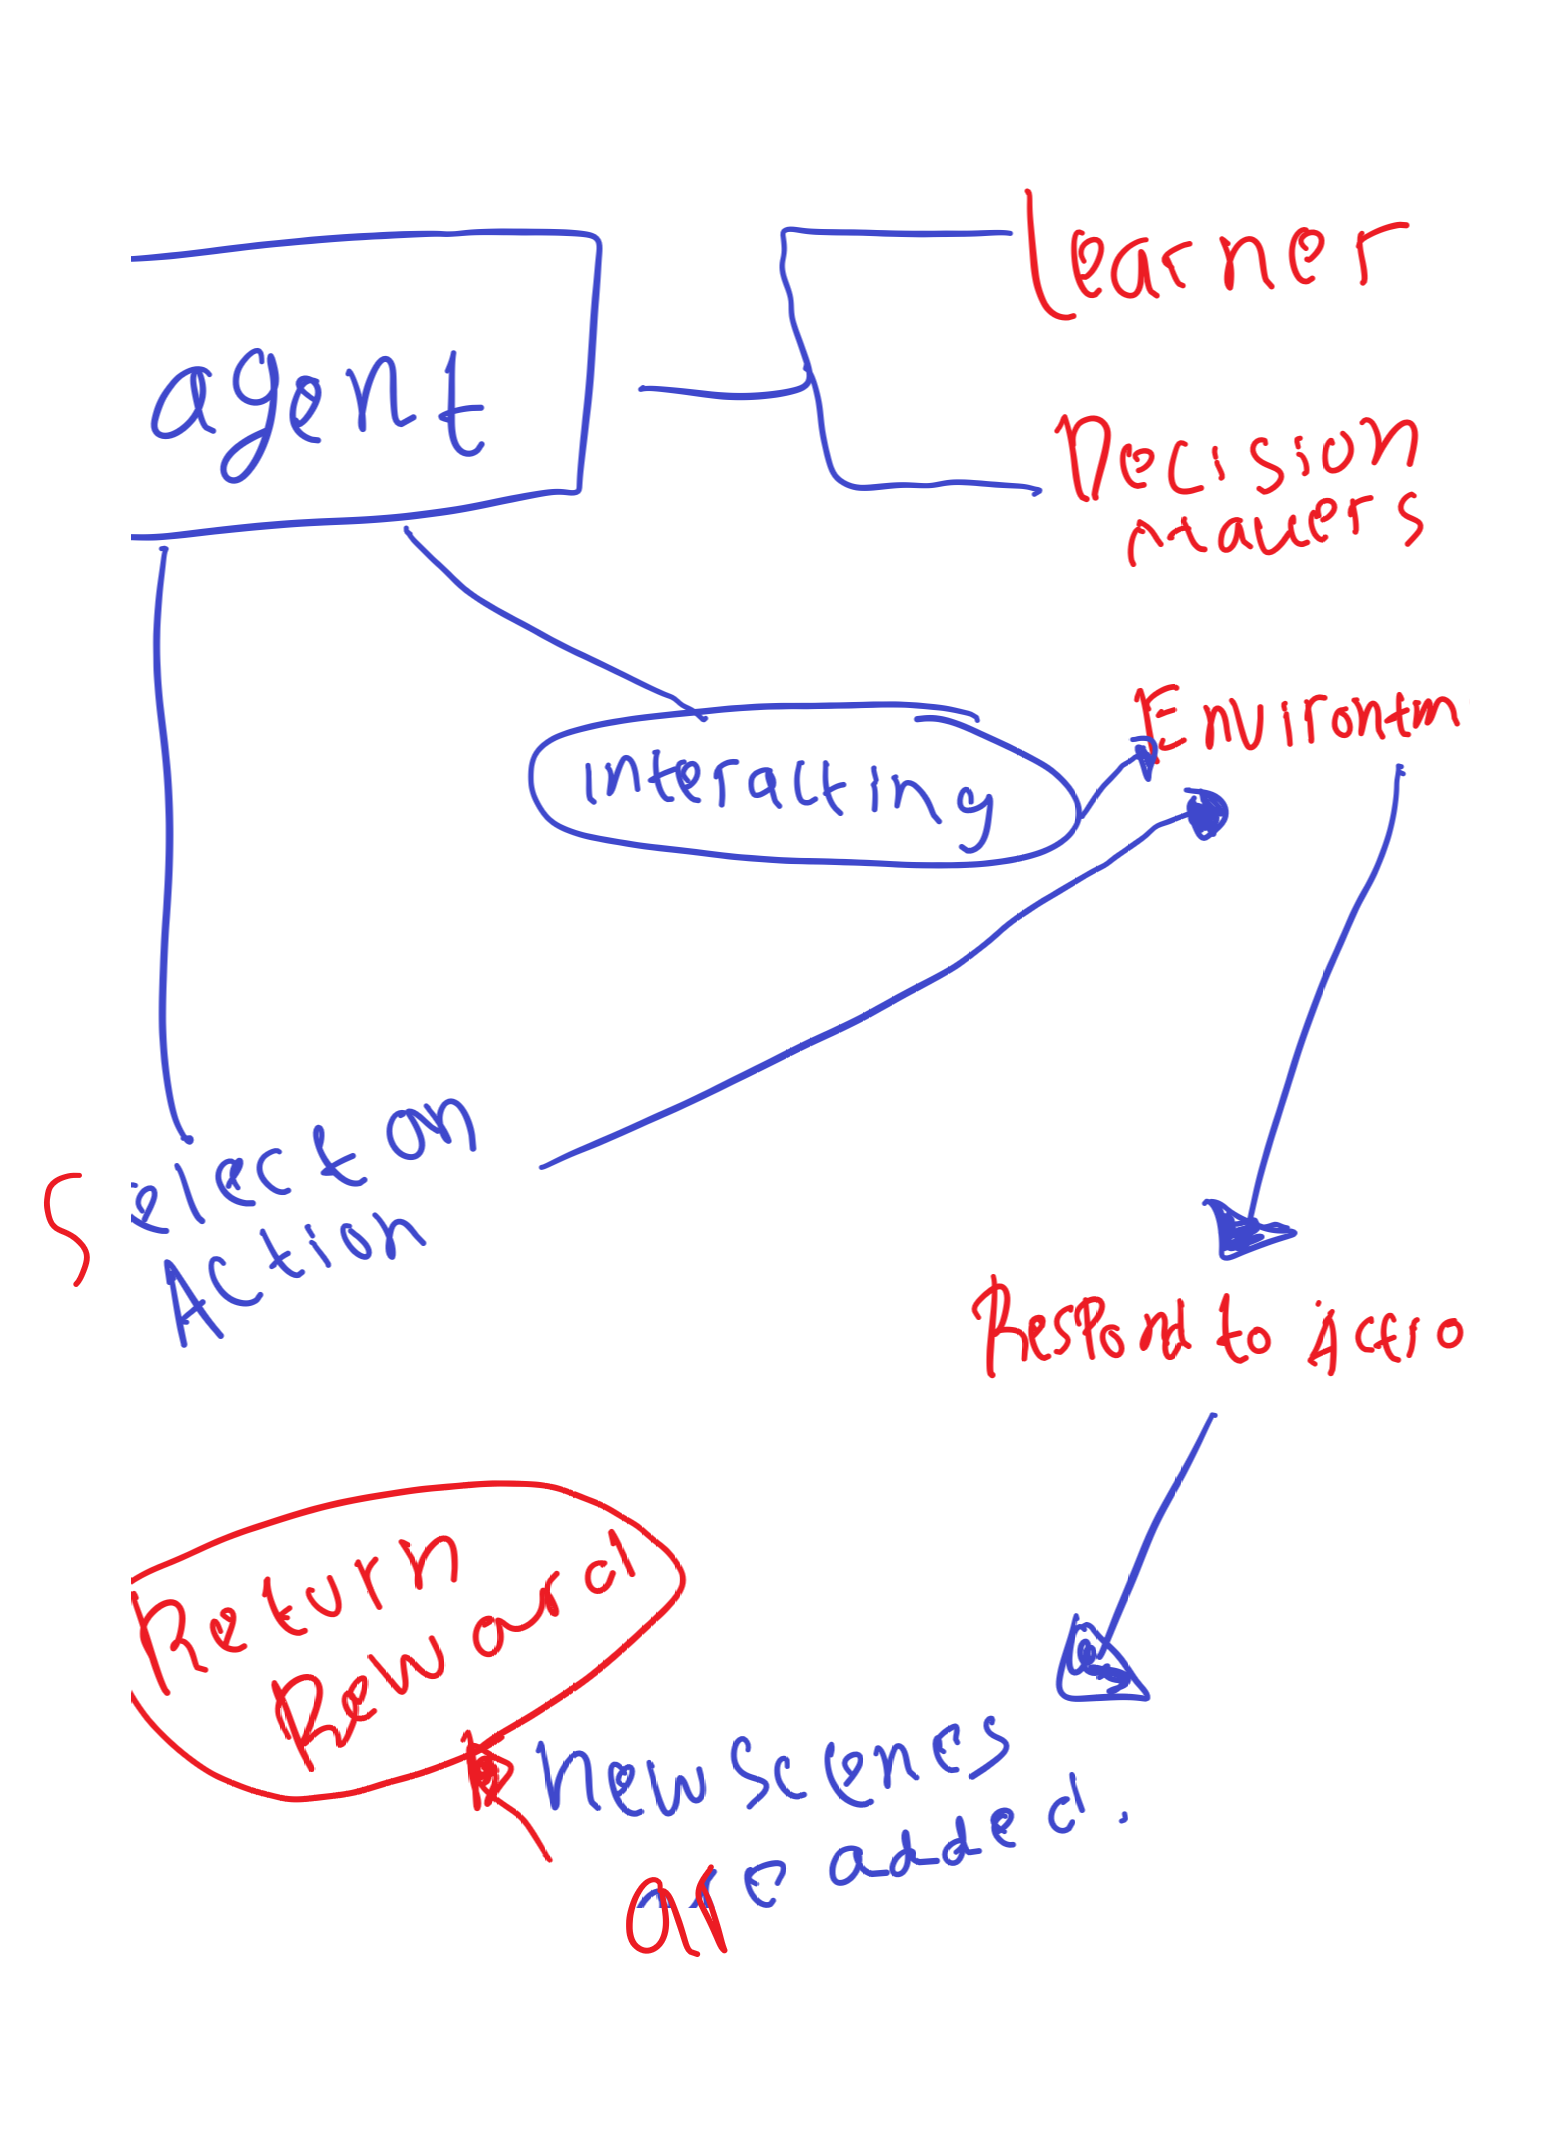 Learner
agent
Decision
makers
Environtm
interacting
Select on
Action
Respond to actio
Return
Reward
New scenes
are added.